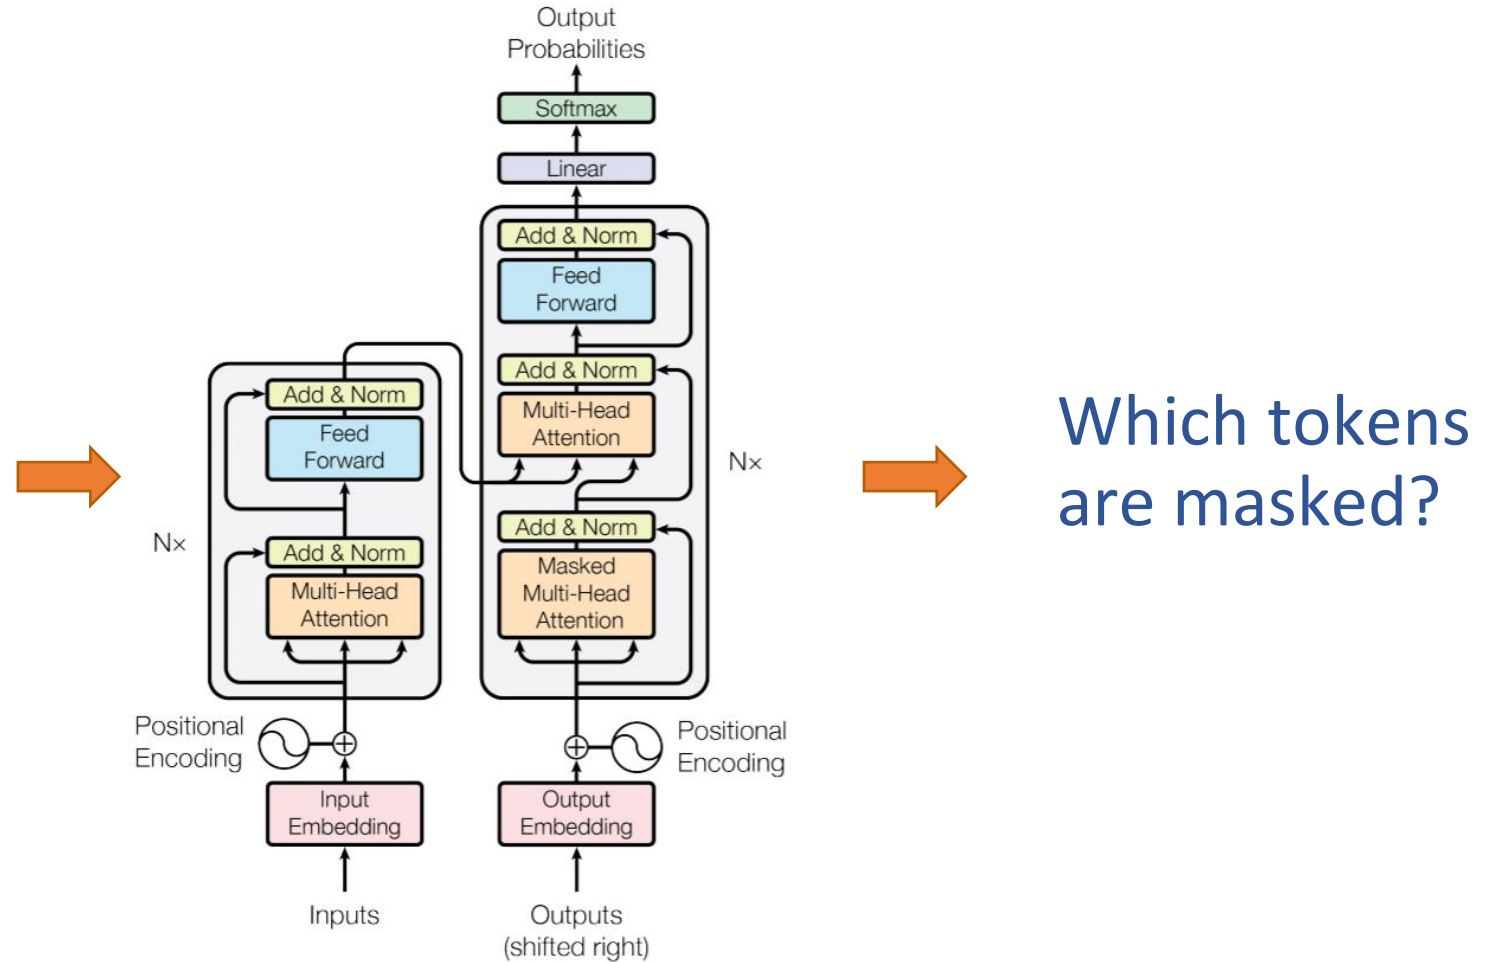 Output
Probabilities
Softmax
Linear
Add & Norm
Feed
Forward
Add & Norm
Multi-Head
Attention
Nx
Add & Norm
Masked
Multi-Head
Attention
Positional
Encoding
Output
Embedding
Outputs
(shifted right)
Add & Norm
Feed
Forward
Nx
Add & Norm
Multi-Head
Attention
Positional
Encoding
Input
Embedding
Inputs
Which tokens
are masked?